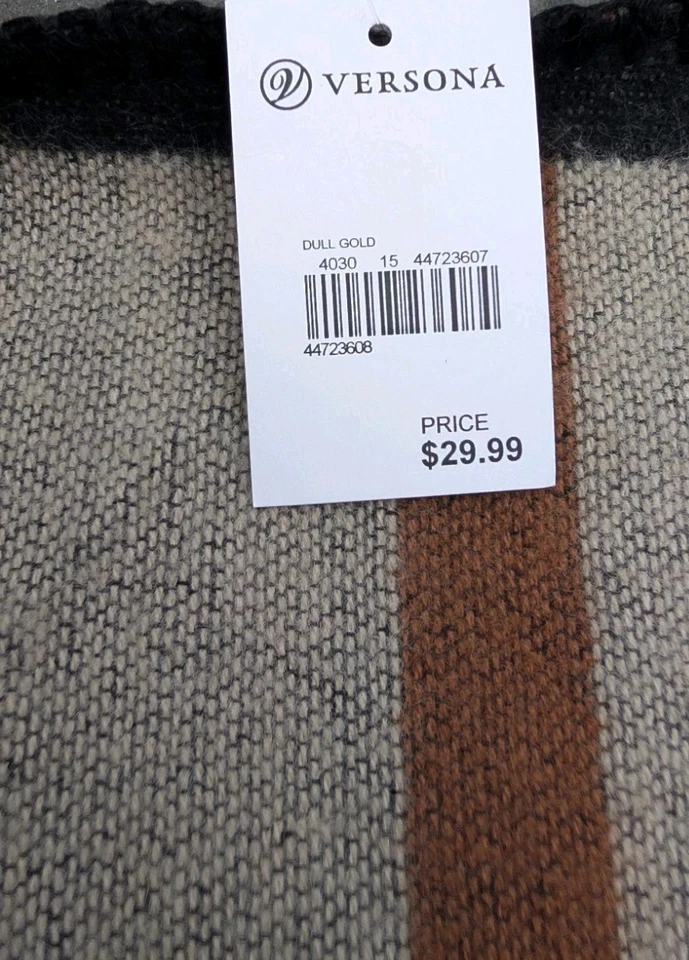 VERSONA
DULL GOLD
4030 15 44723607
44723608
PRICE
$29.99